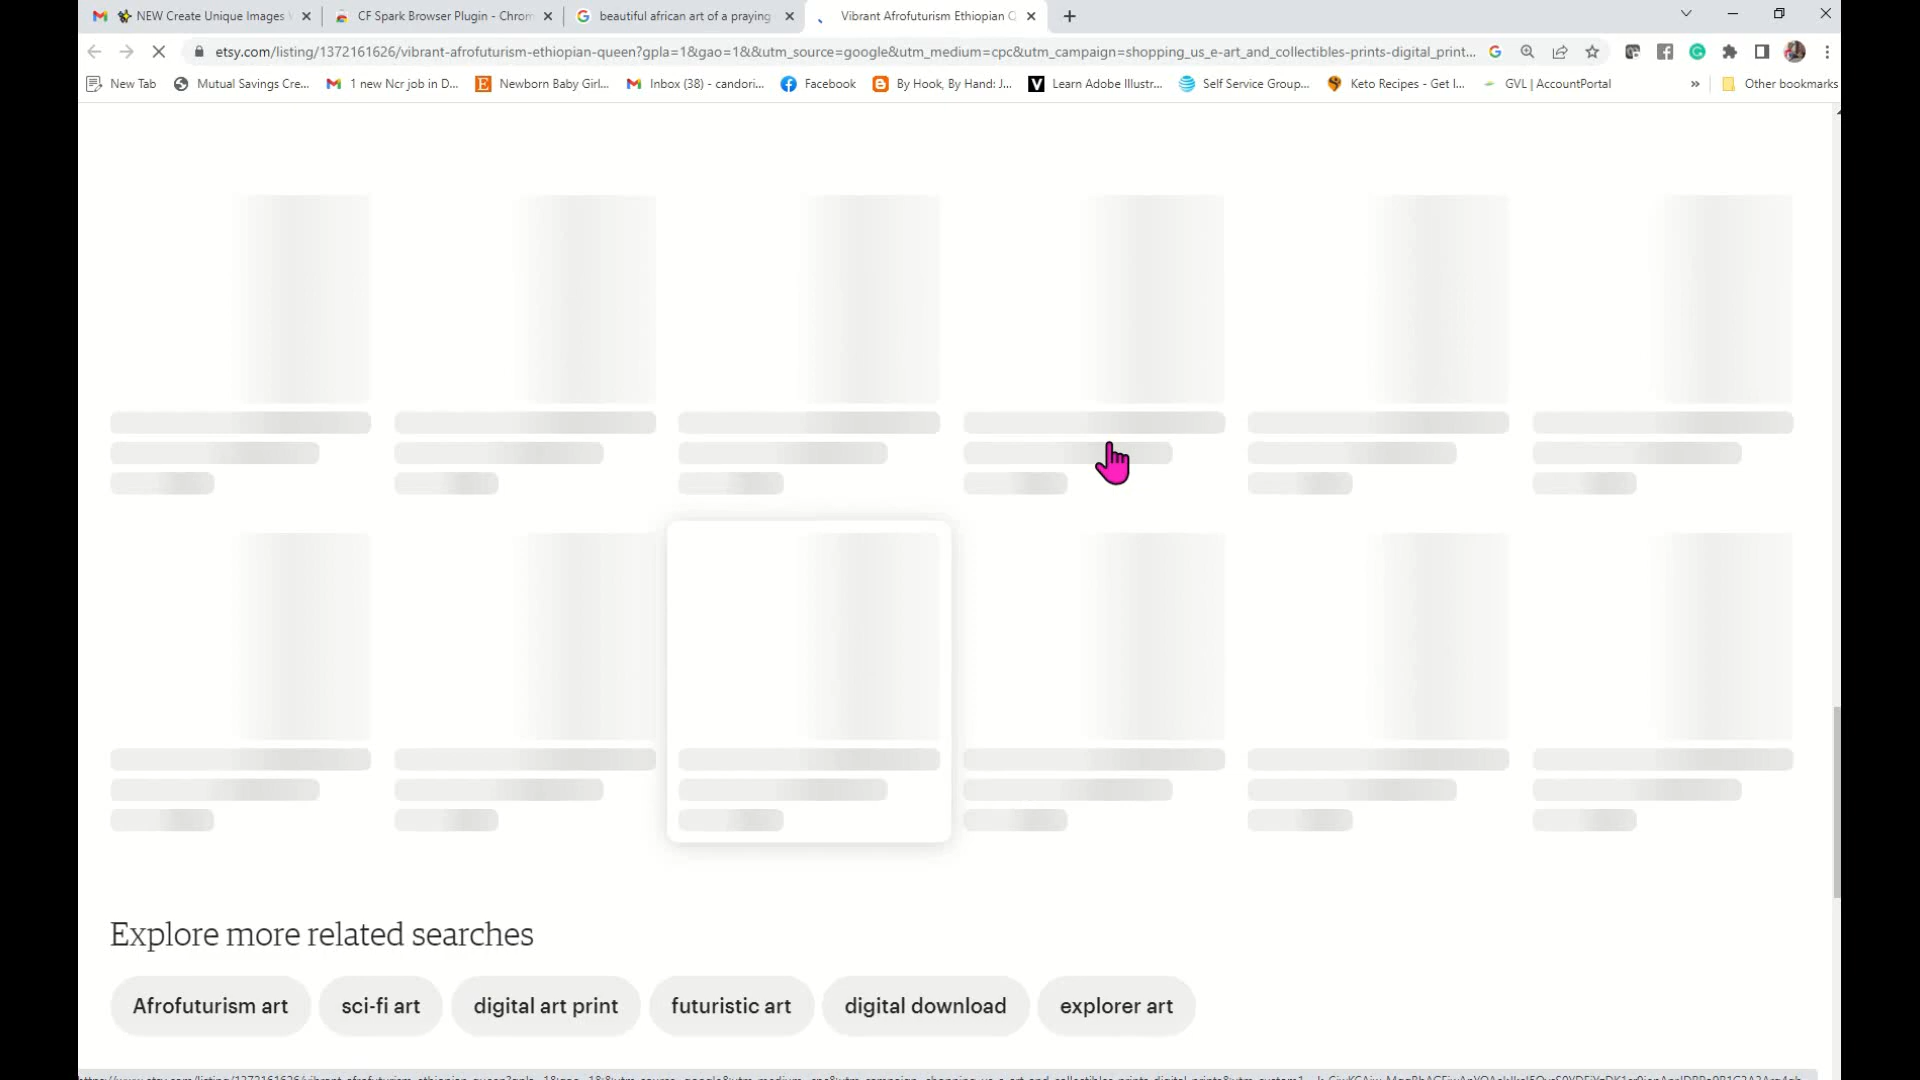 NEW Create Unique Images
CF Spark Browser Plugin - Chrom
beautiful african art of a praying
Vibrant Afrofuturism Ethiopian Q
etsy.com/listing/1372161626/vibrant-afrofuturism-ethiopian-queen?gpla=1&gao=1&&utm_source=google&utm_medium=cpc&utm_campaign=shopping_us_e-art_and_collectibles-prints-digital_print...
New Tab
Mutual Savings Cre...
1 new Ncr job in D...
Newborn Baby Girl...
Inbox (38) - candori...
Facebook
By Hook, By Hand: J...
Learn Adobe Illustr...
Self Service Group...
Keto Recipes - Get I...
GVL | AccountPortal
»
Other bookmarks
Explore more related searches
Afrofuturism art
sci-fi art
digital art print
futuristic art
digital download
explorer art